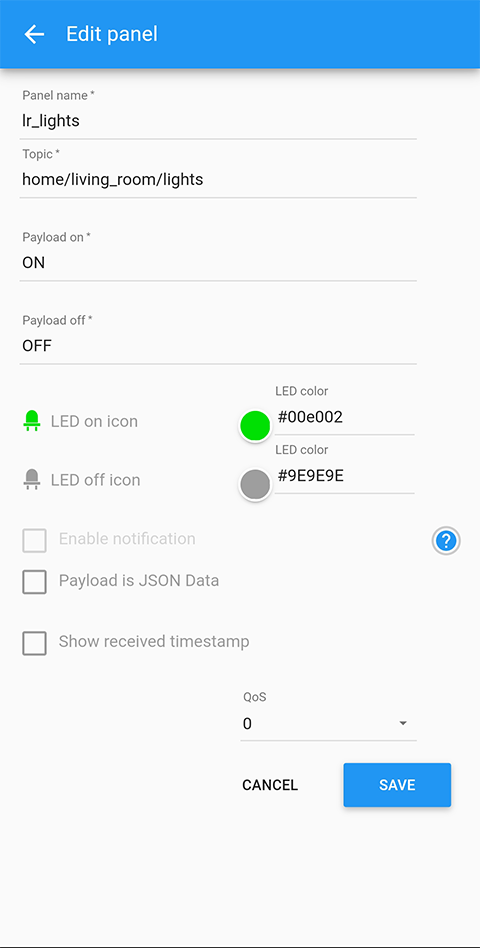 Edit panel
Panel name *
lr_lights
Topic *
home/living_room/lights
Payload on *
ON
Payload off *
OFF
LED color
LED on icon
#00e002
LED color
LED off icon
#9E9E9E
Enable notification
?
Payload is JSON Data
Show received timestamp
QoS
0
CANCEL
SAVE